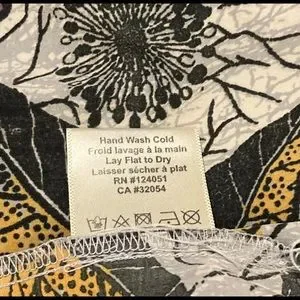 Hand Wash Cold
Froid lavage à la main
Lay Flat to Dry
Laisser sécher à plat
RN #124051
CA #32054